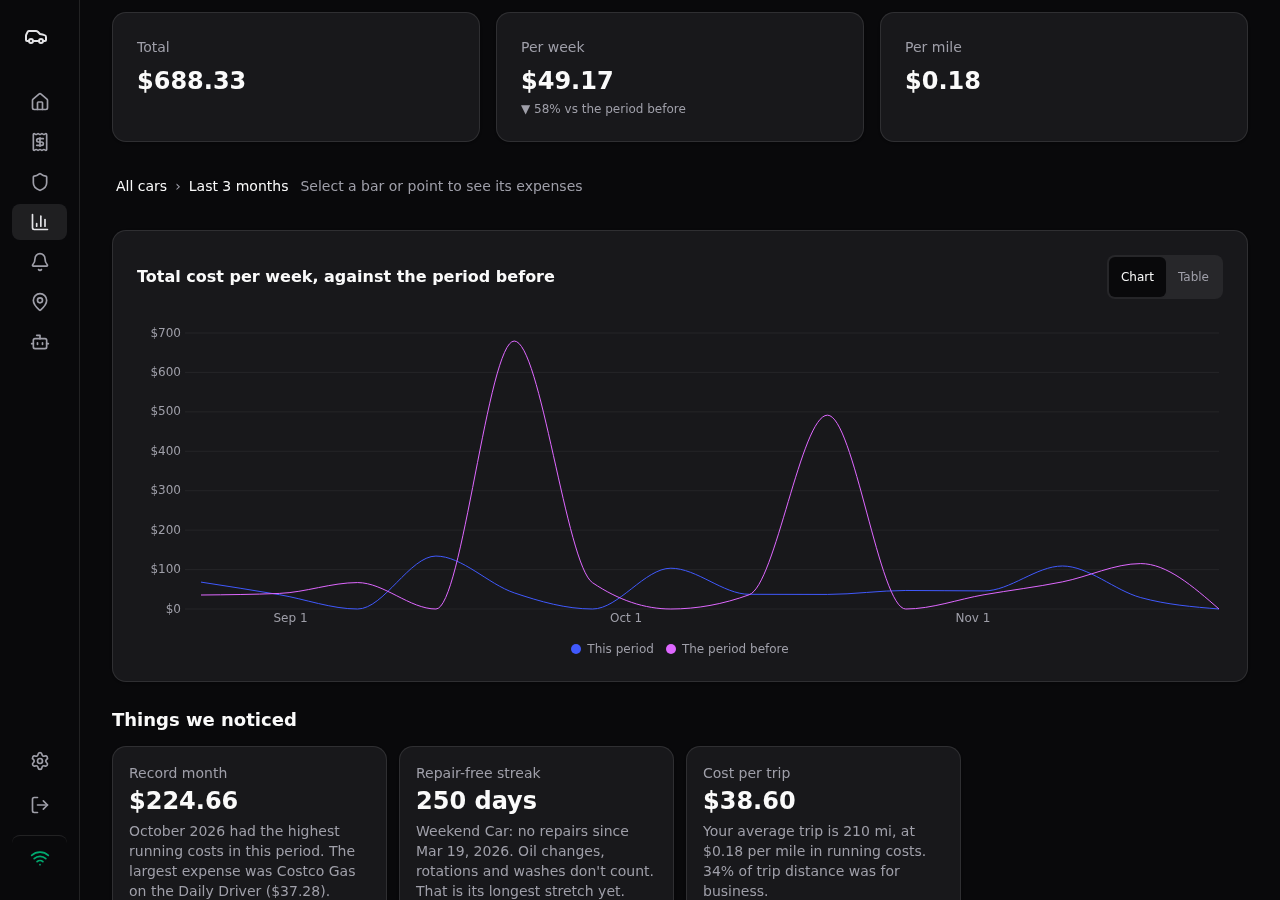 Total
$688.33
Per week
$49.17
▼ 58% vs the period before
Per mile
$0.18
All cars › Last 3 months Select a bar or point to see its expenses
Total cost per week, against the period before
Chart Table
$700
$600
$500
$400
$300
$200
$100
$0
Sep 1 Oct 1 Nov 1
This period The period before
Things we noticed
Record month
$224.66
October 2026 had the highest
running costs in this period. The
largest expense was Costco Gas
on the Daily Driver ($37.28).
Repair-free streak
250 days
Weekend Car: no repairs since
Mar 19, 2026. Oil changes,
rotations and washes don't count.
That is its longest stretch yet.
Cost per trip
$38.60
Your average trip is 210 mi, at
$0.18 per mile in running costs.
34% of trip distance was for
business.